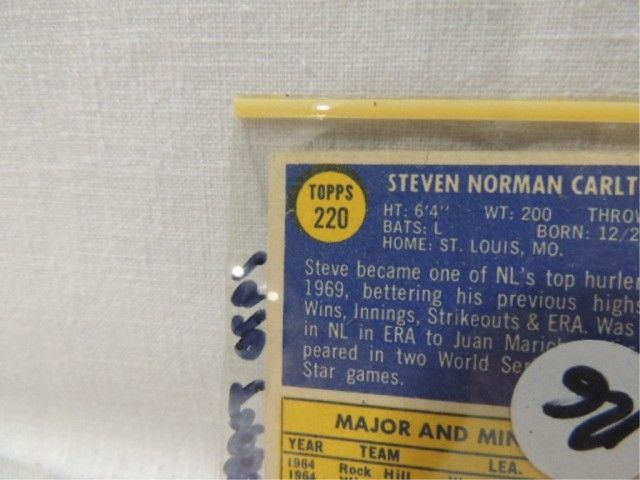 TOPPS
220
STEVEN NORMAN CARLT
HT: 6'4" WT: 200 THROW
BATS: L BORN: 12/2
HOME: ST. LOUIS, MO.
Steve became one of NL's top hurle
1969, bettering his previous highs
Wins, Innings, Strikeouts & ERA. Was
in NL in ERA to Juan Marich
peared in two World Ser
Star games.
MAJOR AND MIN
YEAR TEAM LEA.
1964 Rock Hill
1964